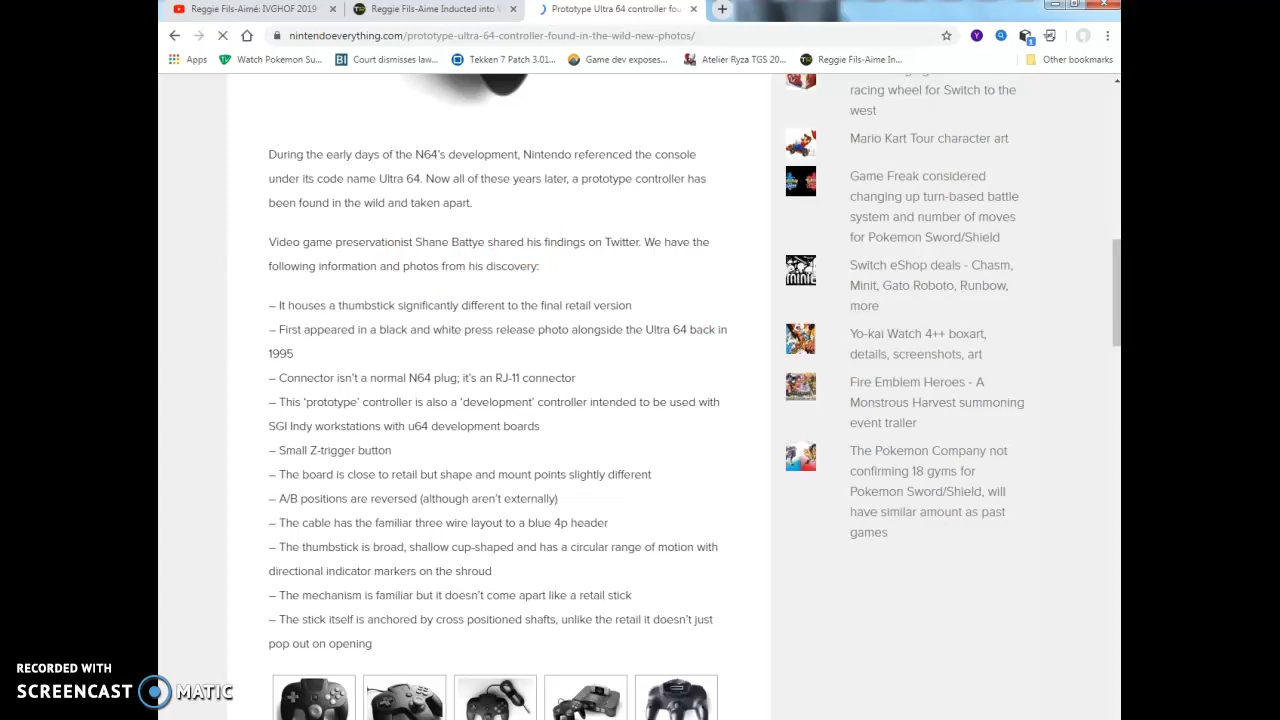 Reggie Fils-Aimé: IVGHOF 2019
Reggie Fils-Aime Inducted into
Prototype Ultra 64 controller fou
nintendoeverything.com/prototype-ultra-64-controller-found-in-the-wild-new-photos/
Apps
Watch Pokemon Su...
Court dismisses law...
Tekken 7 Patch 3.01...
Game dev exposes...
Atelier Ryza TGS 20...
Reggie Fils-Aime In...
Other bookmarks
During the early days of the N64's development, Nintendo referenced the console
under its code name Ultra 64. Now all of these years later, a prototype controller has
been found in the wild and taken apart.
Video game preservationist Shane Battye shared his findings on Twitter. We have the
following information and photos from his discovery:
– It houses a thumbstick significantly different to the final retail version
– First appeared in a black and white press release photo alongside the Ultra 64 back in
1995
– Connector isn't a normal N64 plug; it's an RJ-11 connector
– This 'prototype' controller is also a 'development' controller intended to be used with
SGI Indy workstations with u64 development boards
– Small Z-trigger button
– The board is close to retail but shape and mount points slightly different
– A/B positions are reversed (although aren't externally)
– The cable has the familiar three wire layout to a blue 4p header
– The thumbstick is broad, shallow cup-shaped and has a circular range of motion with
directional indicator markers on the shroud
– The mechanism is familiar but it doesn't come apart like a retail stick
– The stick itself is anchored by cross positioned shafts, unlike the retail it doesn't just
pop out on opening
racing wheel for Switch to the
west
Mario Kart Tour character art
Game Freak considered
changing up turn-based battle
system and number of moves
for Pokemon Sword/Shield
Switch eShop deals - Chasm,
Minit, Gato Roboto, Runbow,
more
Yo-kai Watch 4++ boxart,
details, screenshots, art
Fire Emblem Heroes - A
Monstrous Harvest summoning
event trailer
The Pokemon Company not
confirming 18 gyms for
Pokemon Sword/Shield, will
have similar amount as past
games
RECORDED WITH
SCREENCAST MATIC